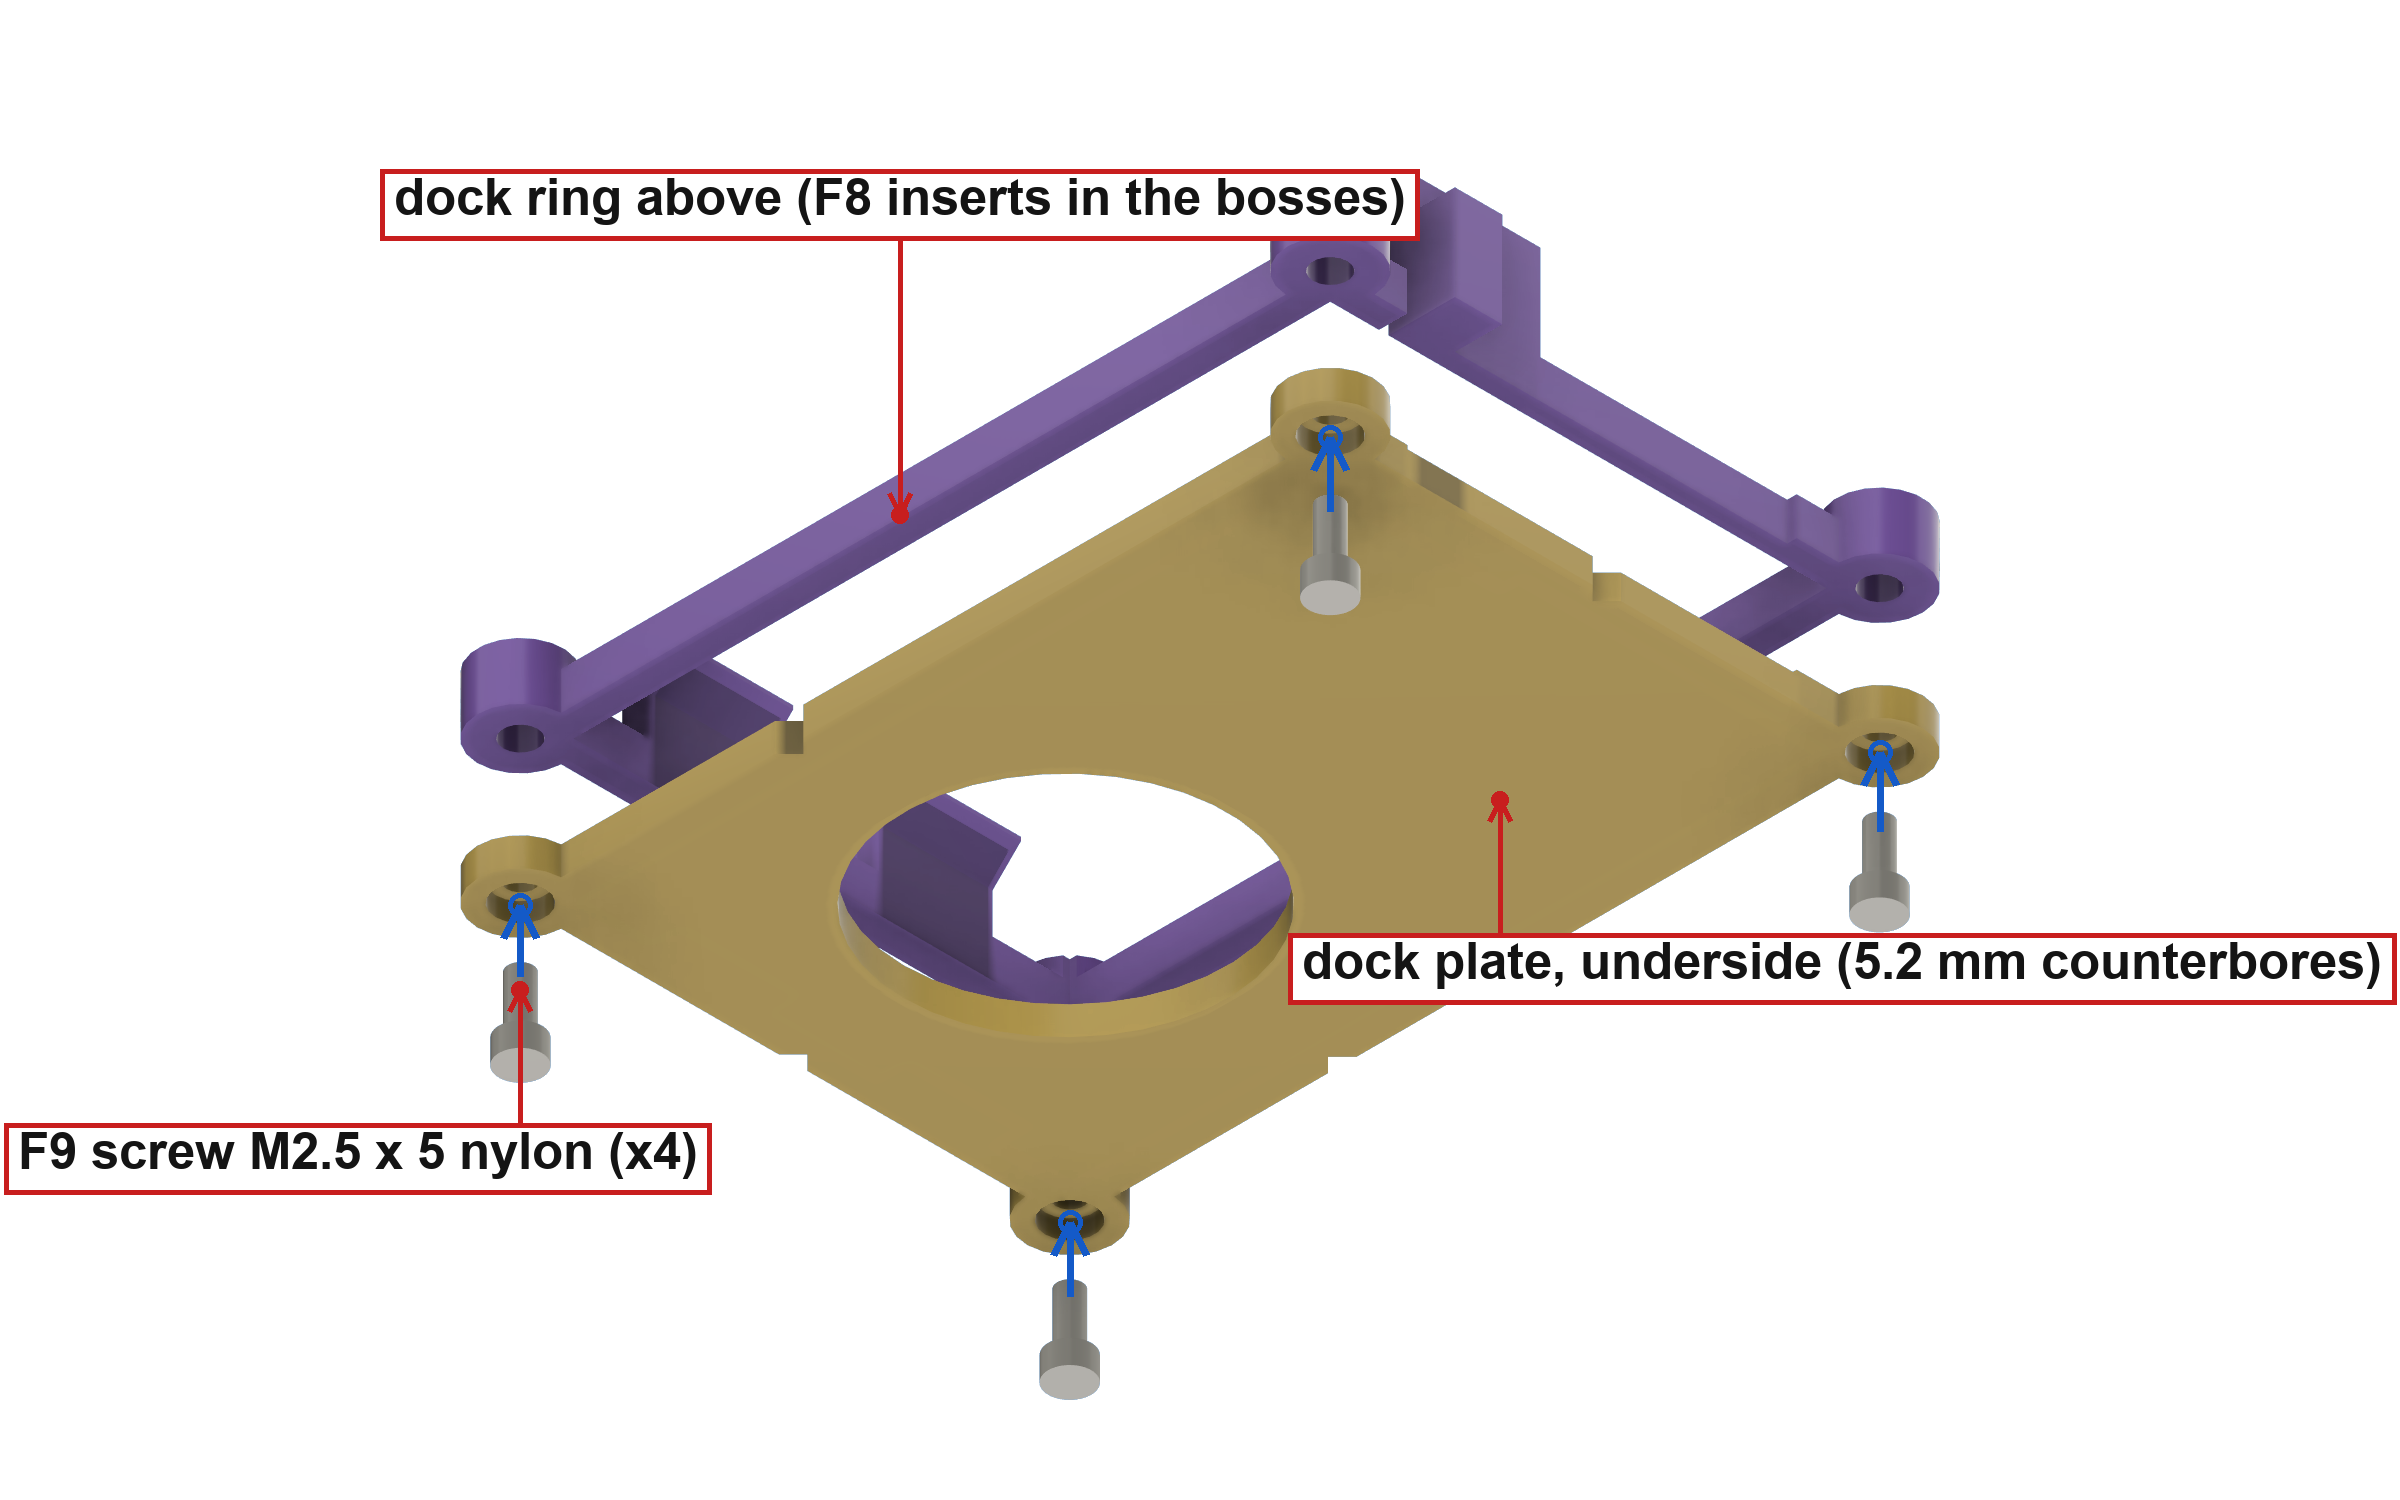 dock ring above (F8 inserts in the bosses)
dock plate, underside (5.2 mm counterbores)
F9 screw M2.5 x 5 nylon (x4)